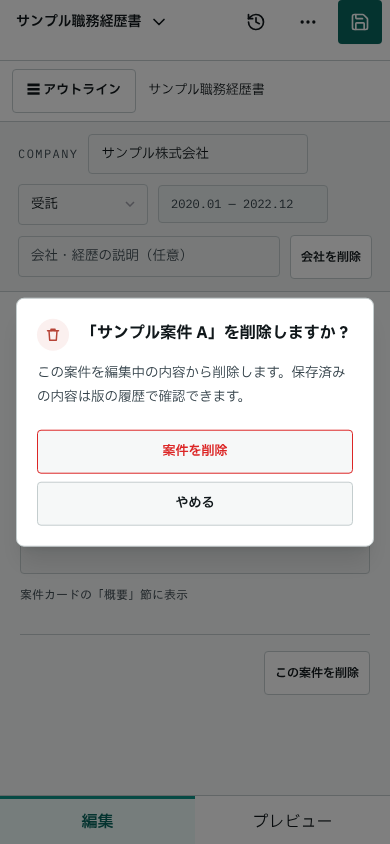 サンプル職務経歴書
アウトライン
サンプル職務経歴書
COMPANY
サンプル株式会社
受託
2020.01 — 2022.12
会社・経歴の説明（任意）
会社を削除
「サンプル案件 A」を削除しますか？
この案件を編集中の内容から削除します。保存済み
の内容は版の履歴で確認できます。
案件を削除
やめる
案件カードの「概要」節に表示
この案件を削除
編集
プレビュー